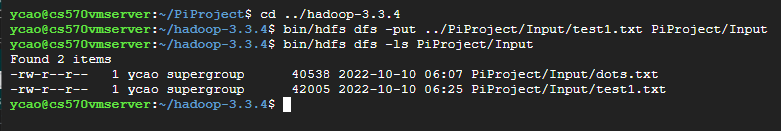 ycao@cs570vmserver:~/PiProject$ cd ../hadoop-3.3.4
ycao@cs570vmserver:~/hadoop-3.3.4$ bin/hdfs dfs -put ../PiProject/Input/test1.txt PiProject/Input
ycao@cs570vmserver:~/hadoop-3.3.4$ bin/hdfs dfs -ls PiProject/Input
Found 2 items
-rw-r--r--   1 ycao supergroup      40538 2022-10-10 06:07 PiProject/Input/dots.txt
-rw-r--r--   1 ycao supergroup      42005 2022-10-10 06:25 PiProject/Input/test1.txt
ycao@cs570vmserver:~/hadoop-3.3.4$